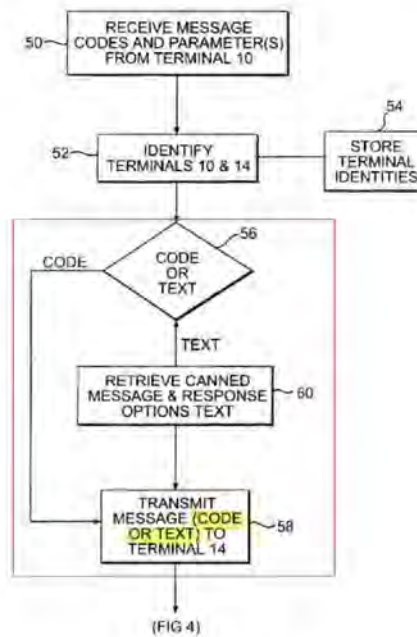 RECEIVE MESSAGE
CODES AND PARAMETER(S)
FROM TERMINAL 10
50
54
52
IDENTIFY
TERMINALS 10 & 14
STORE
TERMINAL
IDENTITIES
56
CODE
OR
TEXT
CODE
TEXT
RETRIEVE CANNED
MESSAGE & RESPONSE
OPTIONS TEXT
60
TRANSMIT
MESSAGE (CODE
OR TEXT) TO
TERMINAL 14
58
(FIG 4)